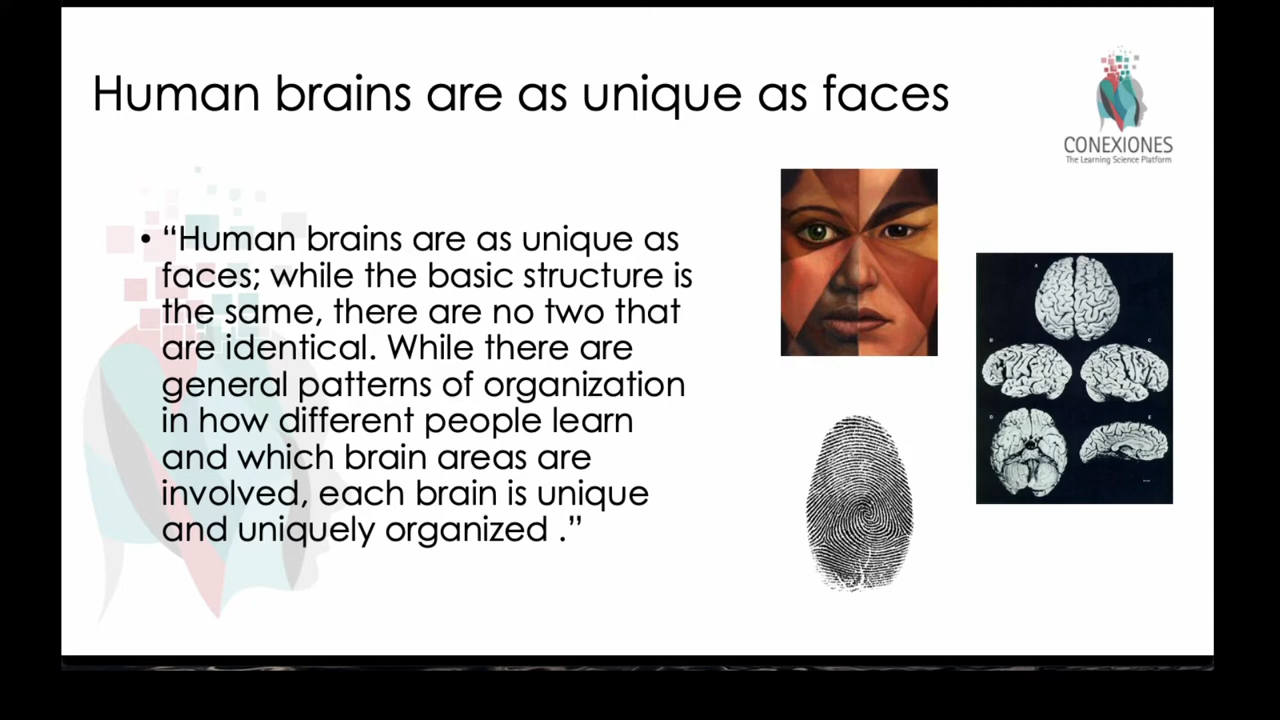 Human brains are as unique as faces
CONEXIONES
The Learning Science Platform
• “Human brains are as unique as
faces; while the basic structure is
the same, there are no two that
are identical. While there are
general patterns of organization
in how different people learn
and which brain areas are
involved, each brain is unique
and uniquely organized .”
A
B
C
D
E